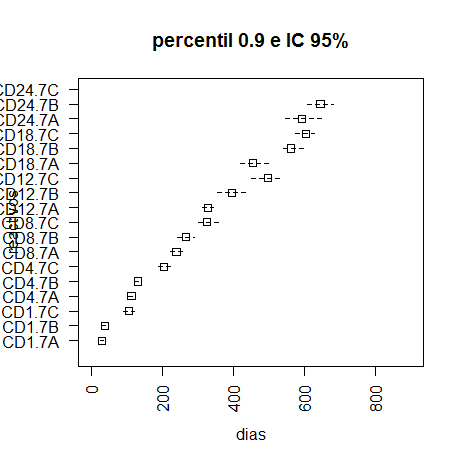 percentil 0.9 e IC 95%
CD24.7C
CD24.7B
CD24.7A
CD18.7C
CD18.7B
CD18.7A
CD12.7C
CD12.7B
CD12.7A
CD8.7C
CD8.7B
CD8.7A
CD4.7C
CD4.7B
CD4.7A
CD1.7C
CD1.7B
CD1.7A
0 200 400 600 800
dias